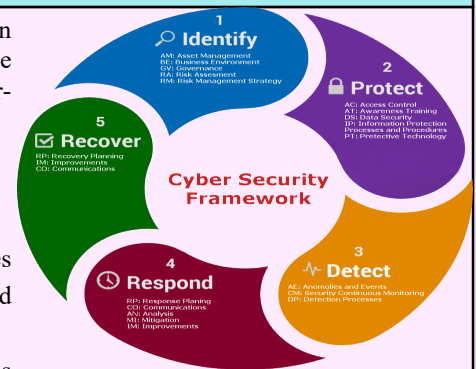 n
e
r-
es
d
s
1
Identify
AM: Asset Management
BE: Business Environment
GV: Governance
RA: Risk Assesment
RM: Risk Management Strategy
2
Protect
AC: Access Control
AT: Awareness Training
DS: Data Security
IP: Information Protection
Processes and Procedures
PT: Pretective Technology
3
Detect
AE: Anomolies and Events
CM: Security Continuous Monitoring
DP: Detection Processes
4
Respond
RP: Response Planing
CO: Communications
AN: Analysis
MI: Mitigation
IM: Improvements
5
Recover
RP: Recovery Planning
IM: Improvements
CO: Communications
Cyber Security
Framework